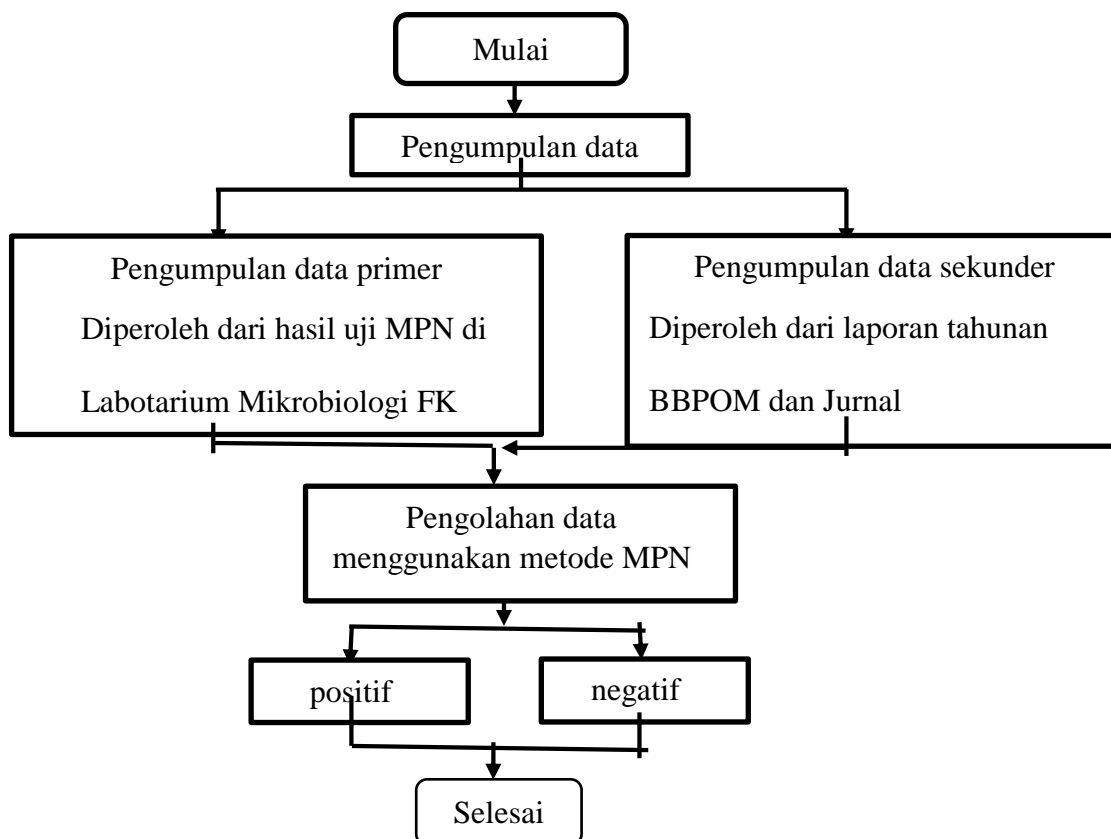 Mulai
Pengumpulan data
Pengumpulan data primer
Diperoleh dari hasil uji MPN di
Labotarium Mikrobiologi FK
Pengumpulan data sekunder
Diperoleh dari laporan tahunan
BBPOM dan Jurnal
Pengolahan data
menggunakan metode MPN
positif
negatif
Selesai